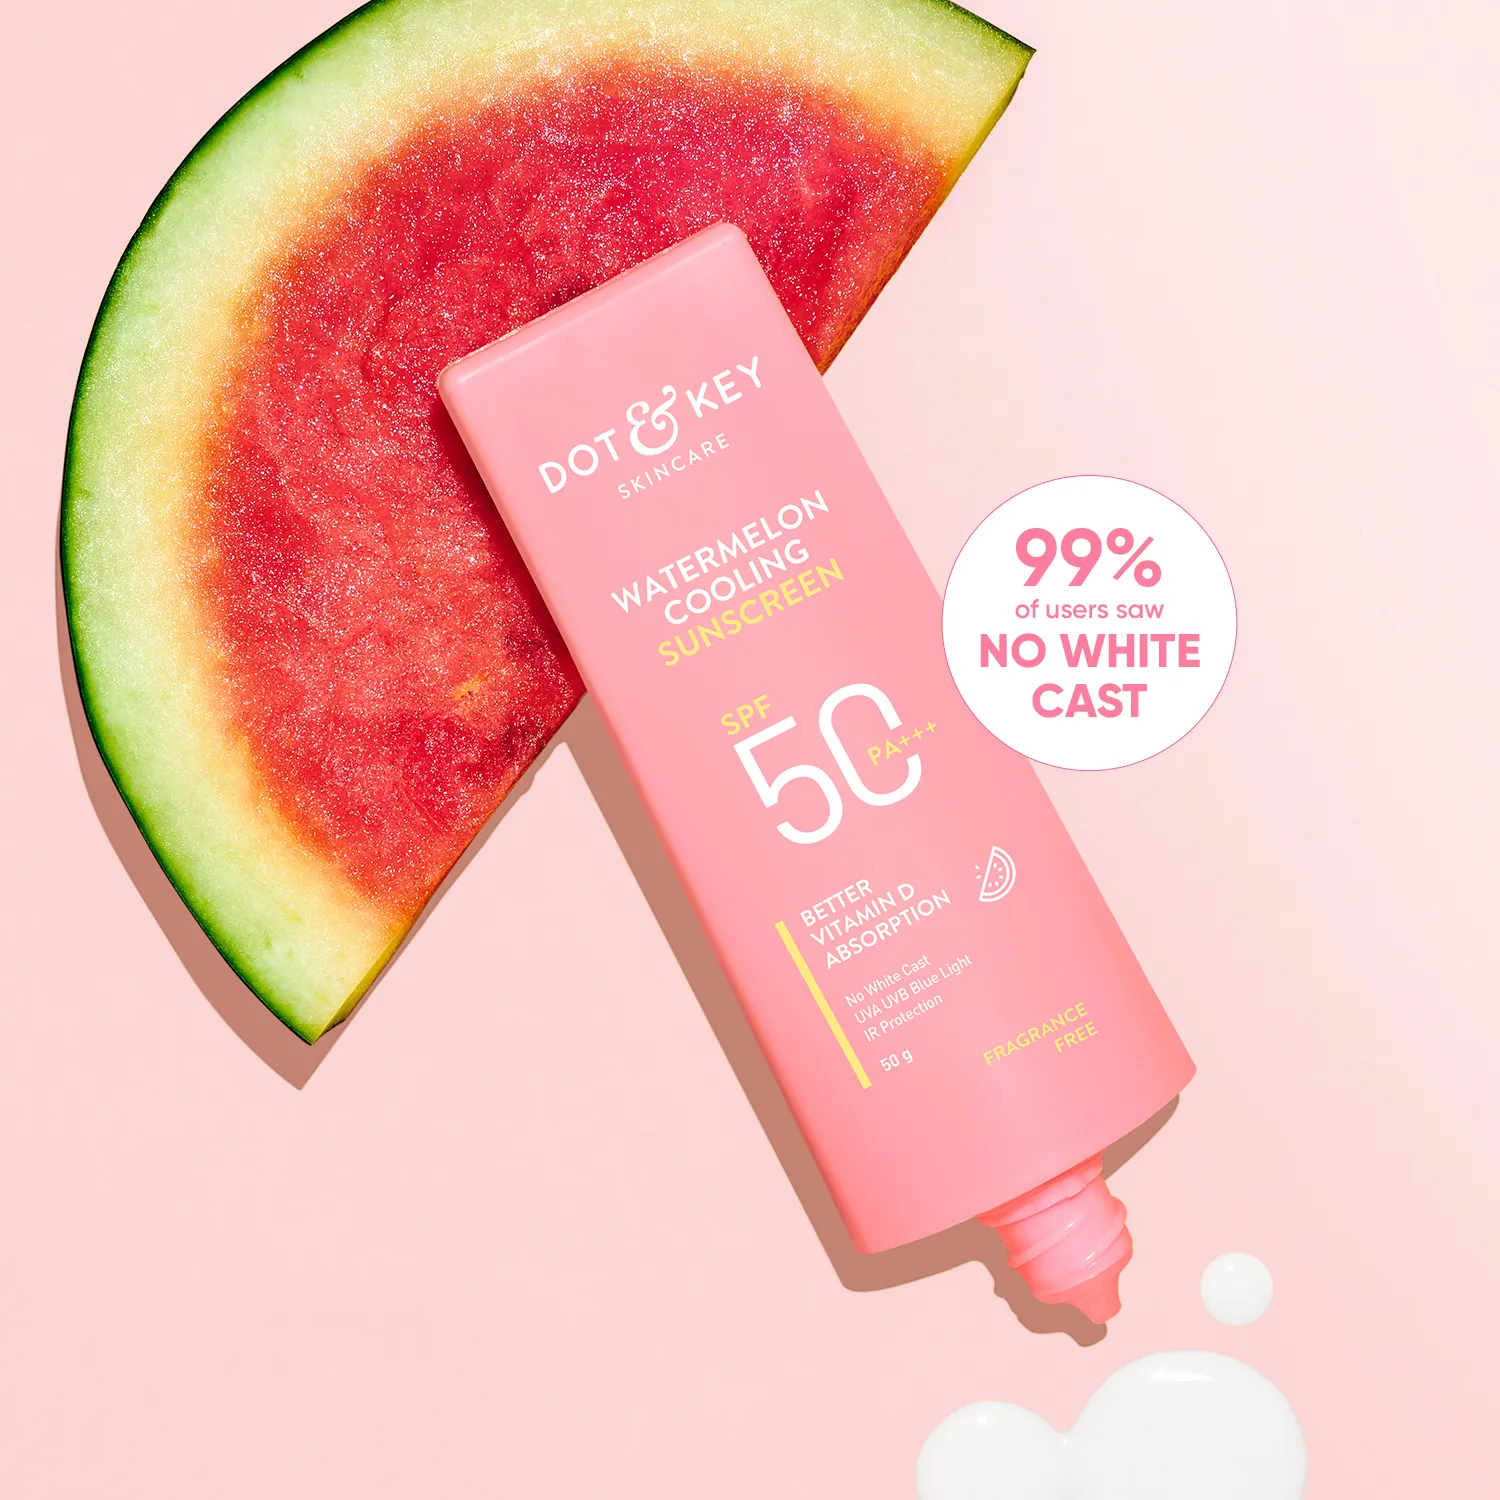 DOT & KEY
SKINCARE
WATERMELON
COOLING
SUNSCREEN
SPF
50
PA+++
BETTER
VITAMIN D
ABSORPTION
No White Cast
UVA UVB Blue Light
IR Protection
50 g
FRAGRANCE
FREE
99%
of users saw
NO WHITE
CAST